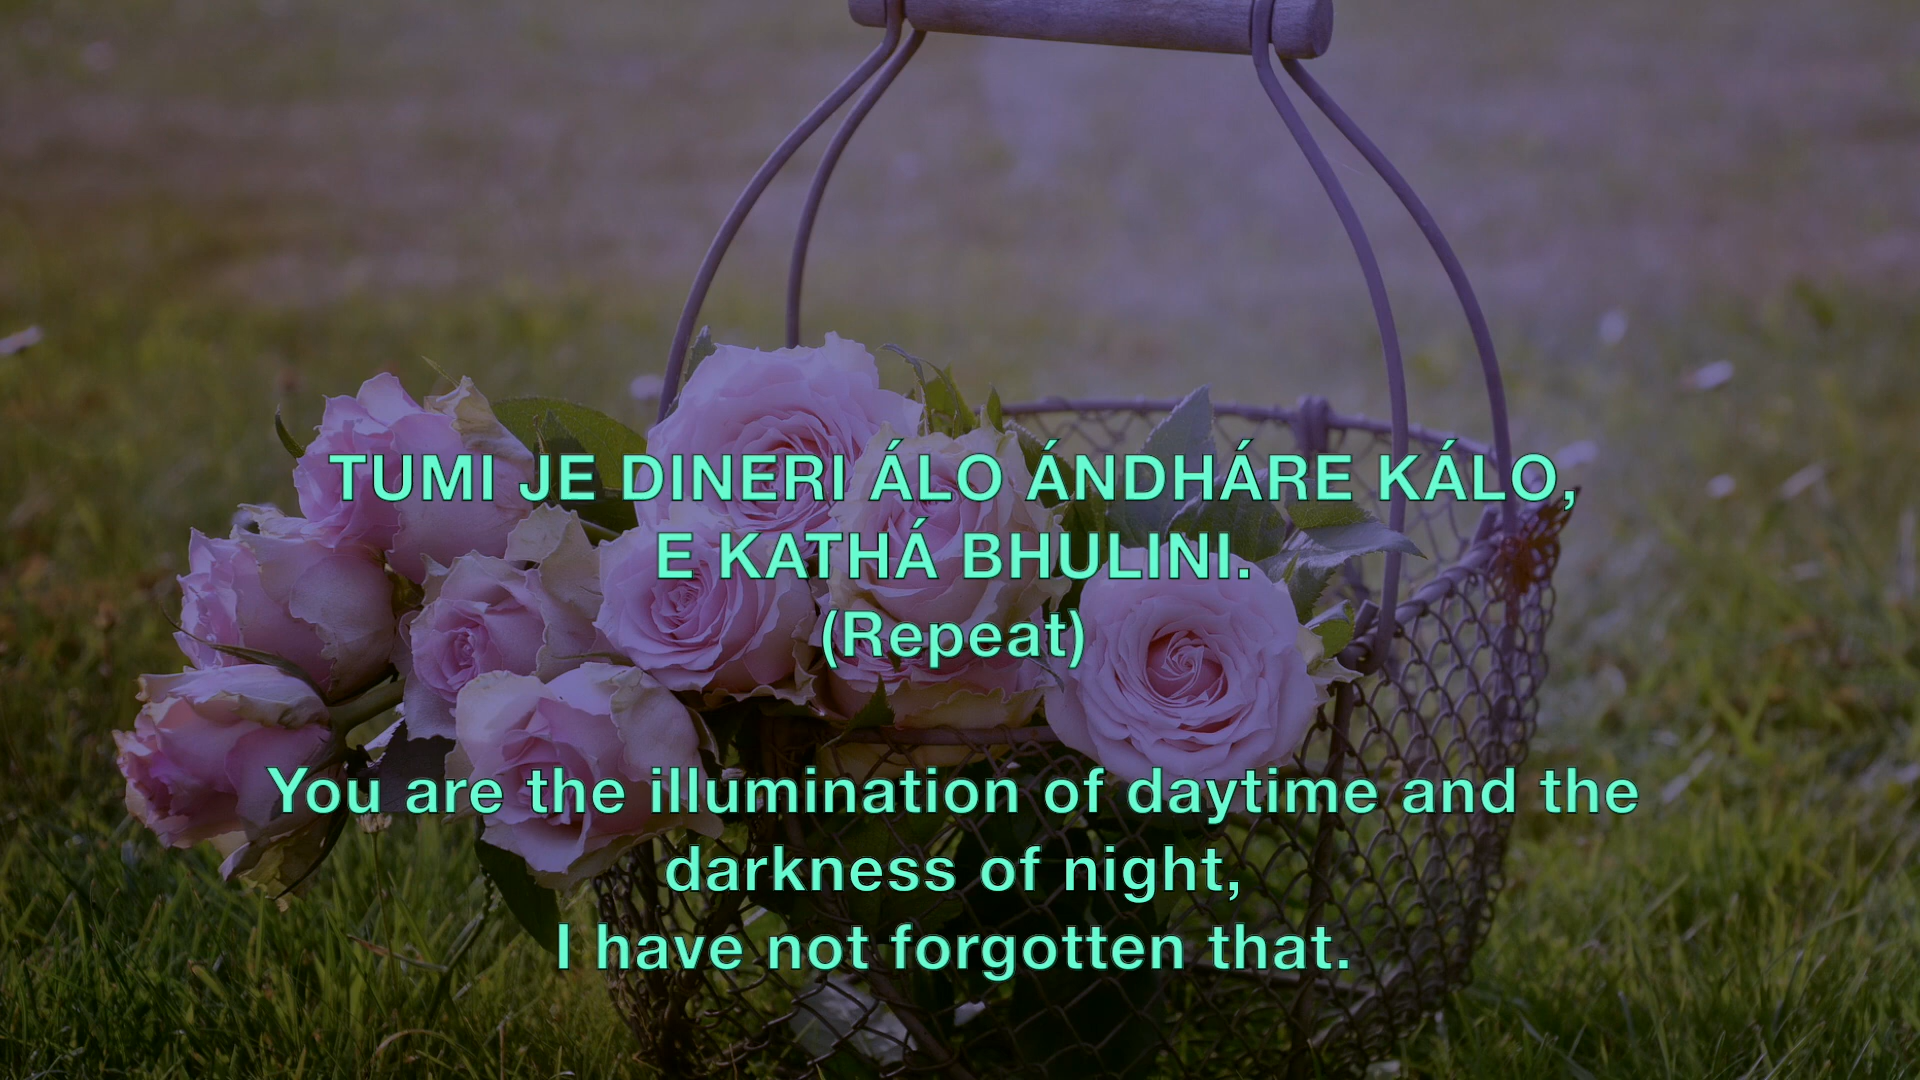 TUMI JE DINERI ÁLO ÁNDHÁRE KÁLO,
E KATHÁ BHULINI.
(Repeat)
You are the illumination of daytime and the
darkness of night,
I have not forgotten that.